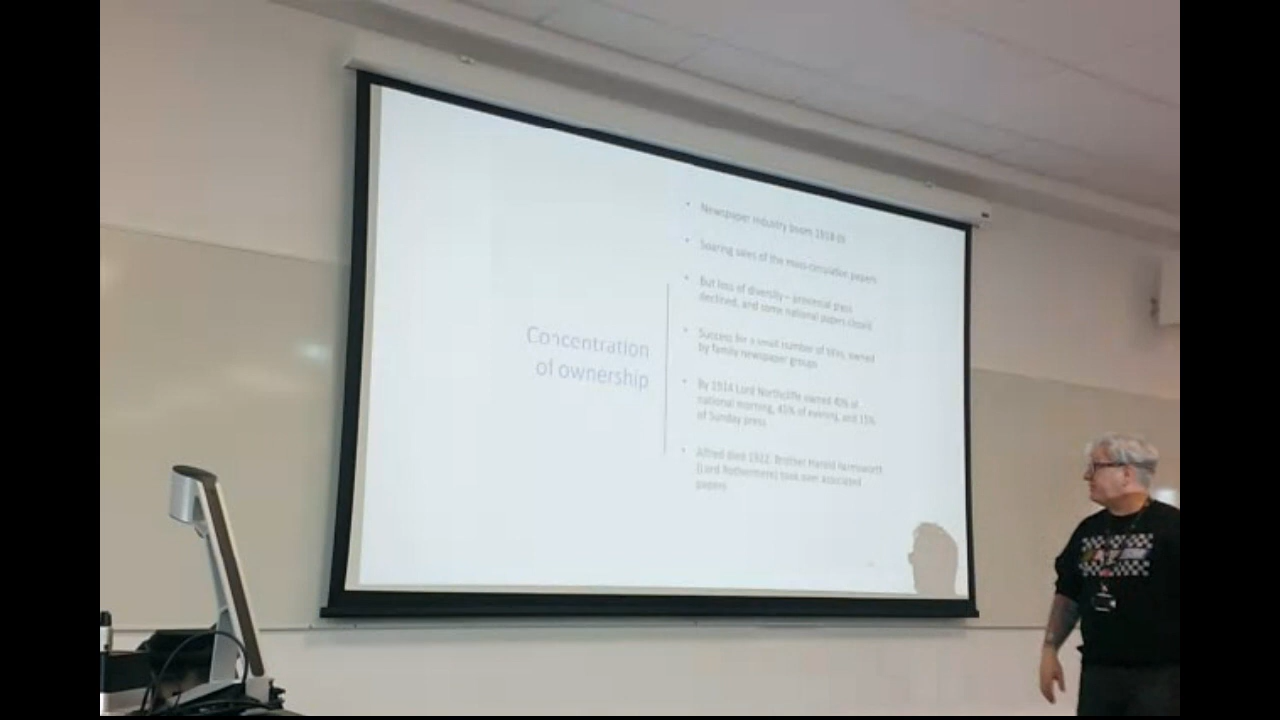 Concentration
of ownership
• Newspaper industry boom 1918 on
• Soaring sales of the mass-circulation papers
• But loss of diversity – provincial press
declined, and some national papers closed
• Success for a small number of titles, owned
by family newspaper groups
• By 1914 Lord Northcliffe owned 40% of
national morning, 45% of evening, and 15%
of Sunday press
• Alfred died 1922. Brother Harold Harmsworth
(Lord Rothermere) took over associated
papers